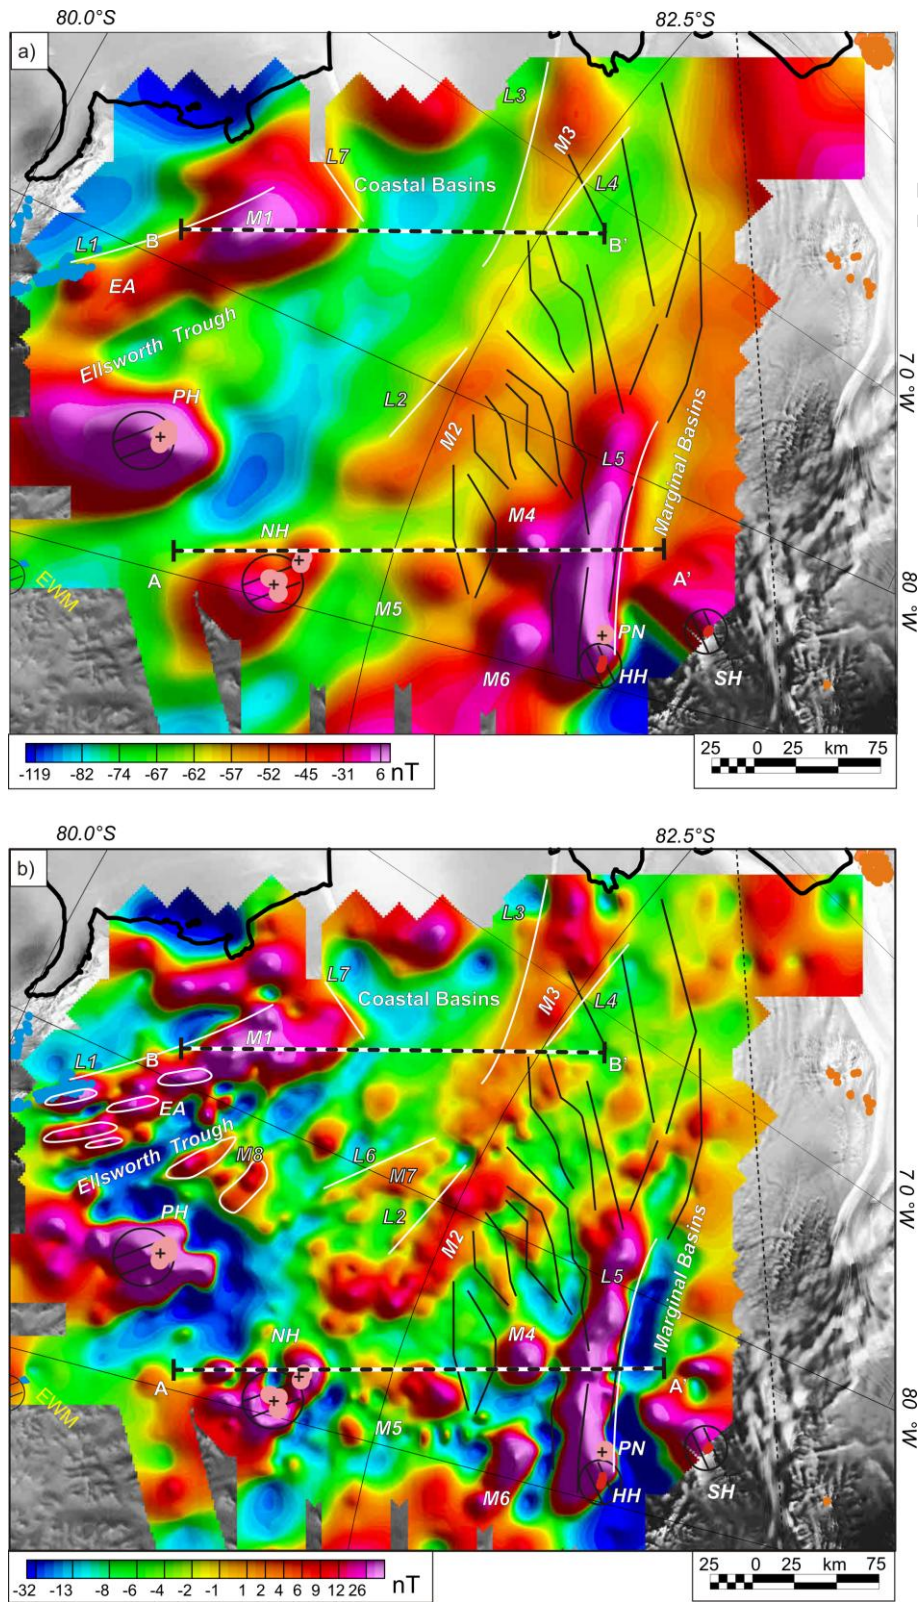 80.0°S
82.5°S
a)
L3
M3
L7
Coastal Basins
L4
M1
B
B'
L1
EA
Ellsworth Trough
70 °W
PH
L2
M2
Marginal Basins
L5
M4
NH
A
A'
EWM
M5
80 °W
PN
M6
HH
SH
-119 -82 -74 -67 -62 -57 -52 -45 -31 6 nT
25 0 25 km 75
80.0°S
82.5°S
b)
L3
L7
Coastal Basins
M3
L4
M1
B
B'
L1
EA
Ellsworth Trough
M8
L6
M7
70 °W
PH
L2
M2
Marginal Basins
L5
NH
M4
A
A'
EWM
M5
80 °W
PN
M6
HH
SH
-32 -13 -8 -6 -4 -2 -1 1 2 6 9 12 26 nT
25 0 25 km 75